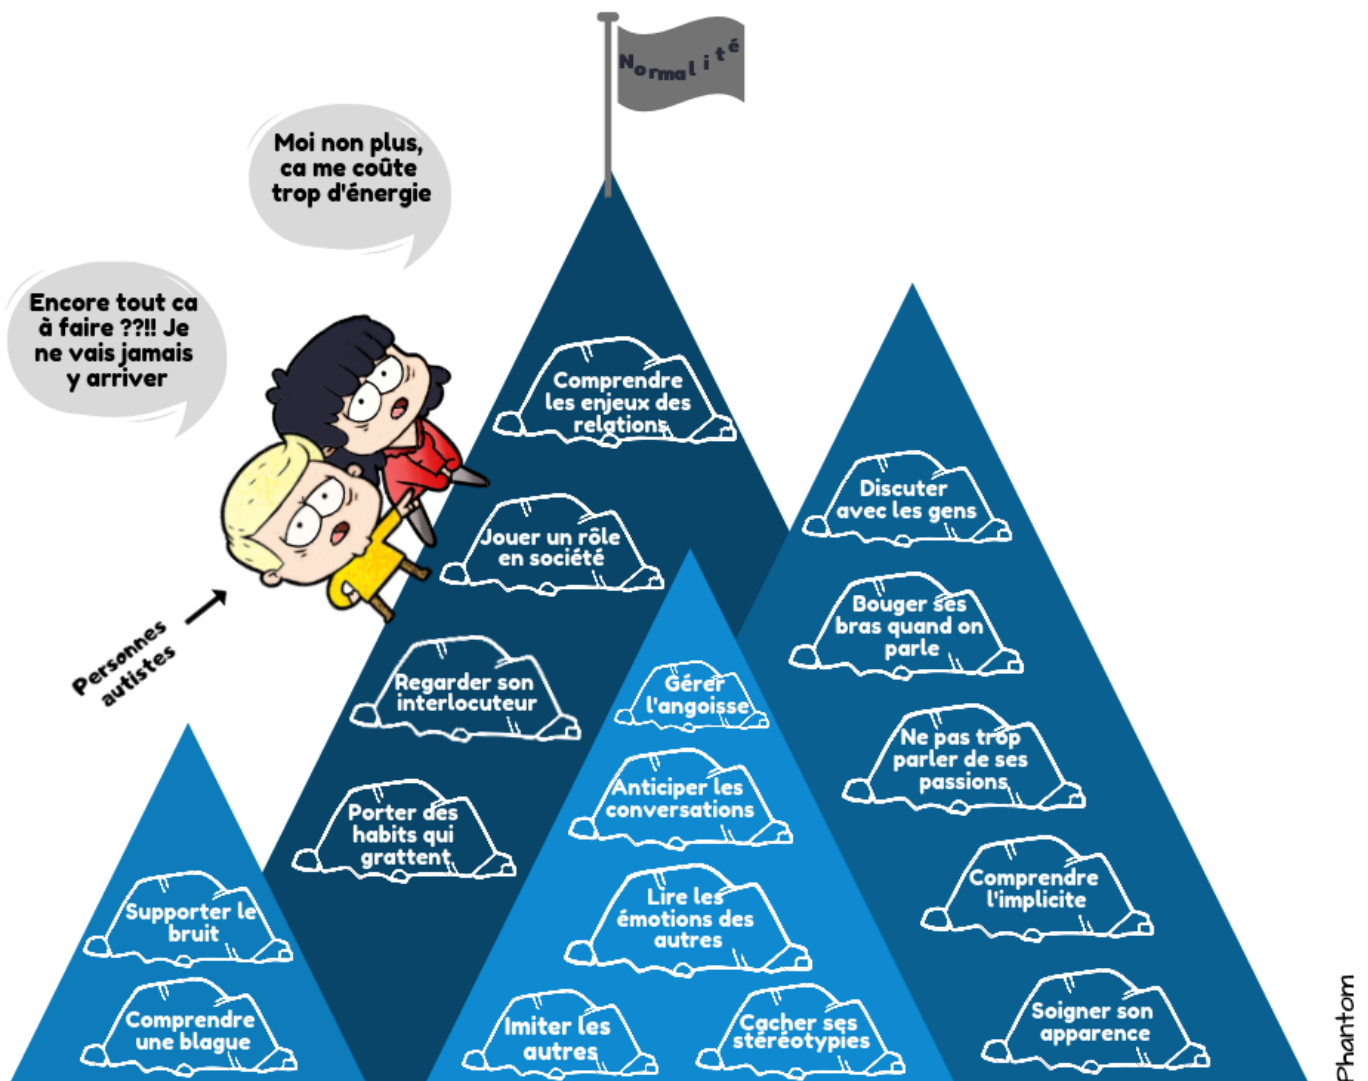 Normalité
Moi non plus,
ca me coûte
trop d'énergie
Encore tout ca
à faire ??!! Je
ne vais jamais
y arriver
Personnes
autistes
Comprendre
les enjeux des
relations
Jouer un rôle
en société
Regarder son
interlocuteur
Porter des
habits qui
grattent
Supporter le
bruit
Comprendre
une blague
Gérer
l'angoisse
Anticiper les
conversations
Lire les
émotions des
autres
Imiter les
autres
Cacher ses
stéréotypies
Discuter
avec les gens
Bouger ses
bras quand on
parle
Ne pas trop
parler de ses
passions
Comprendre
l'implicite
Soigner son
apparence
Phantom